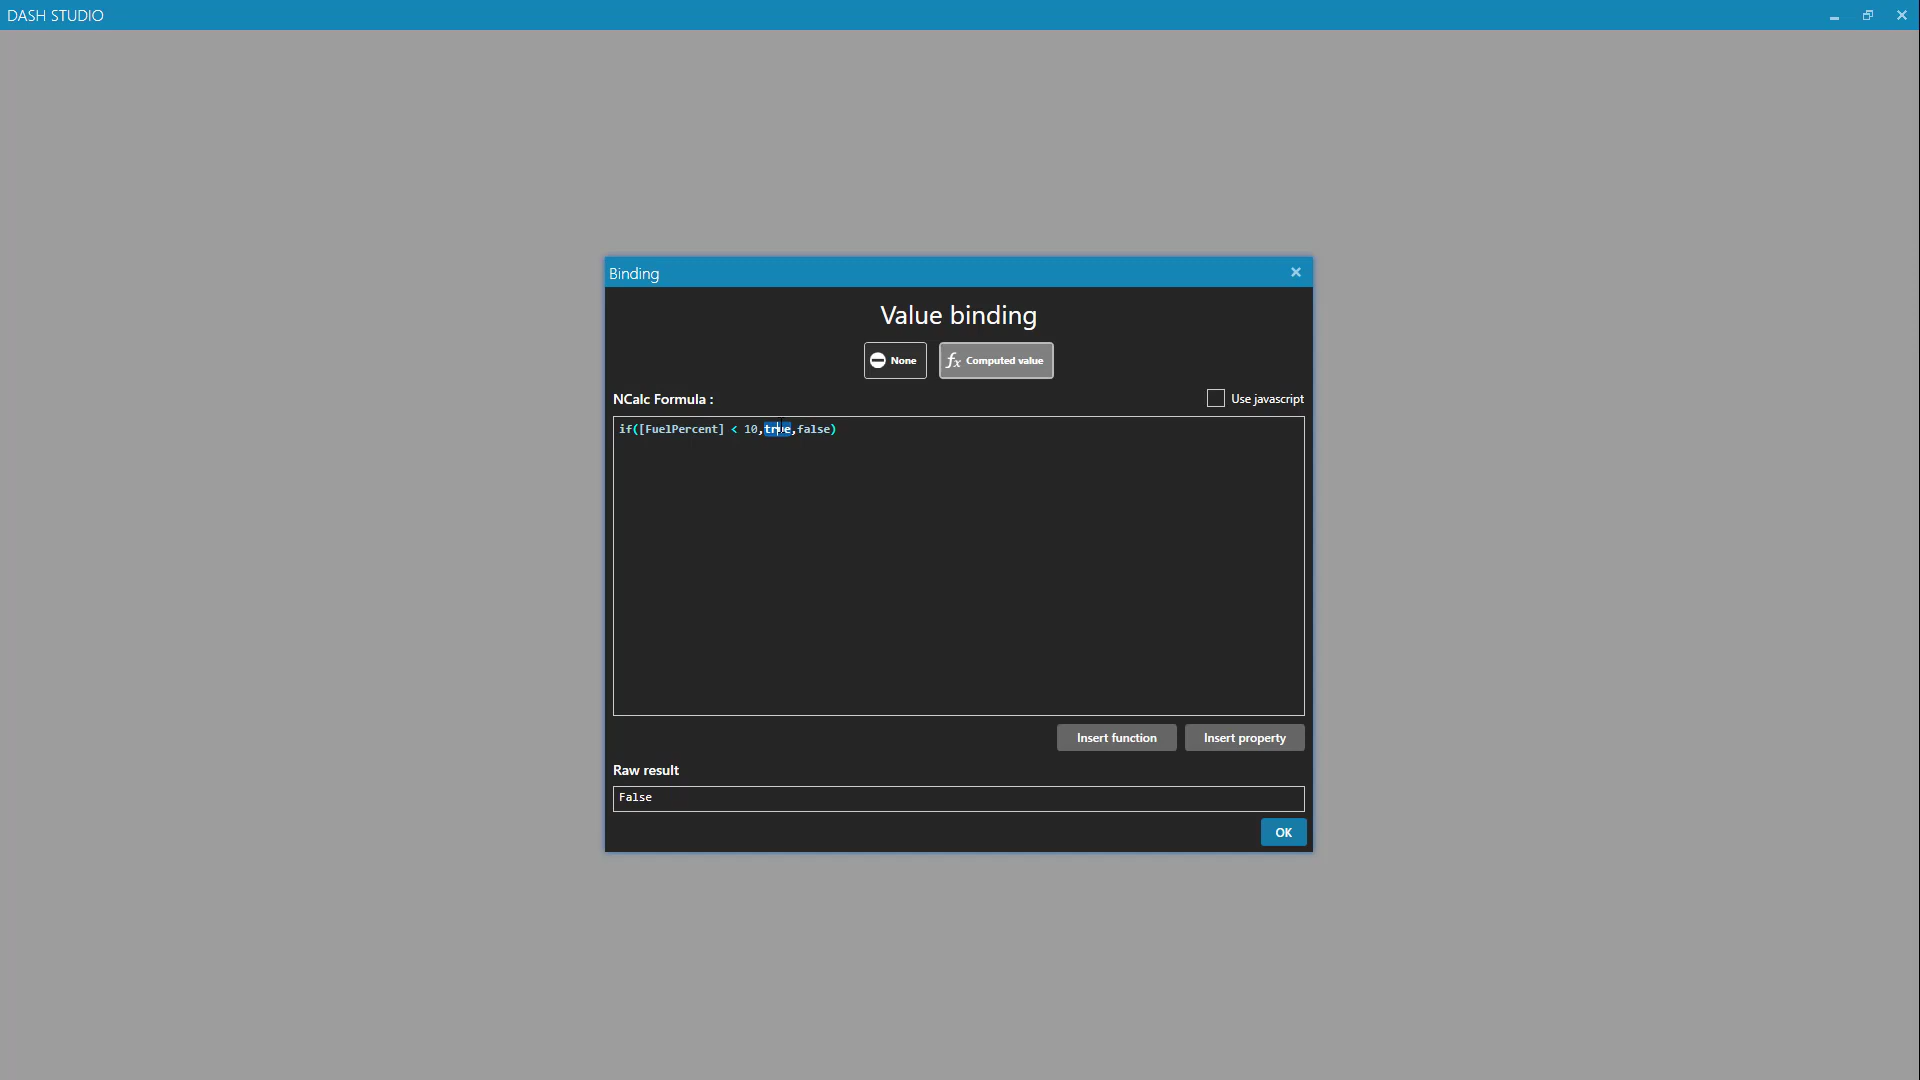 DASH STUDIO
Binding
Value binding
None
fx Computed value
NCalc Formula :
Use javascript
if([FuelPercent] < 10,true,false)
Insert function
Insert property
Raw result
False
OK